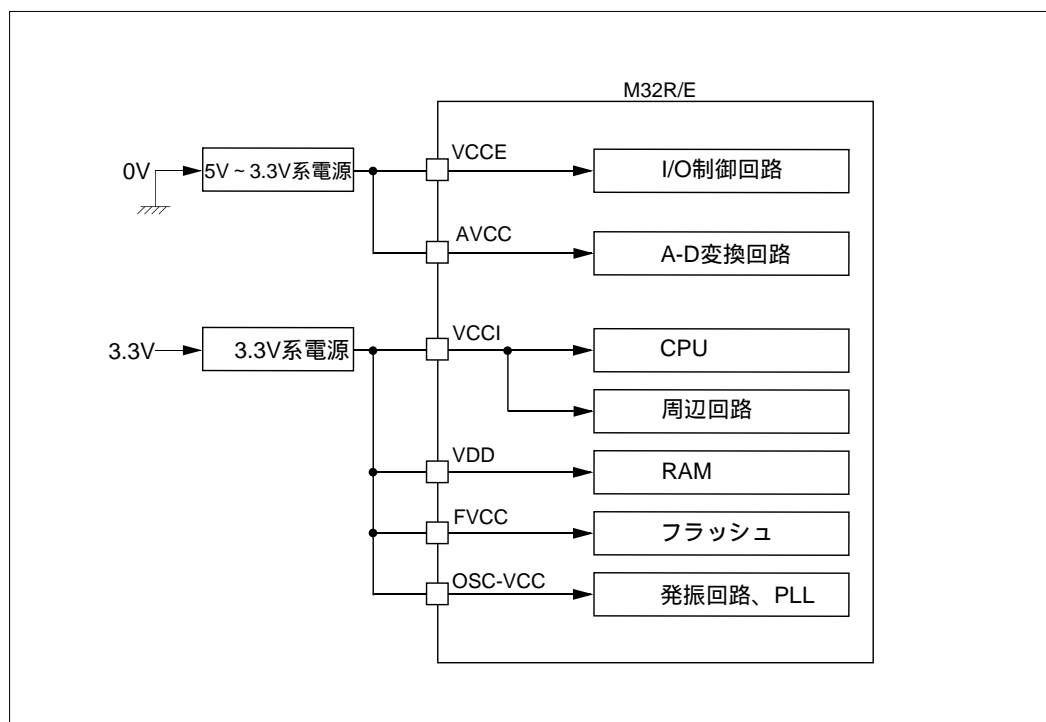 M32R/E
0V
5V ~ 3.3V系電源
VCCE
I/O制御回路
AVCC
A-D変換回路
3.3V
3.3V系電源
VCCI
CPU
周辺回路
VDD
RAM
FVCC
フラッシュ
OSC-VCC
発振回路、PLL